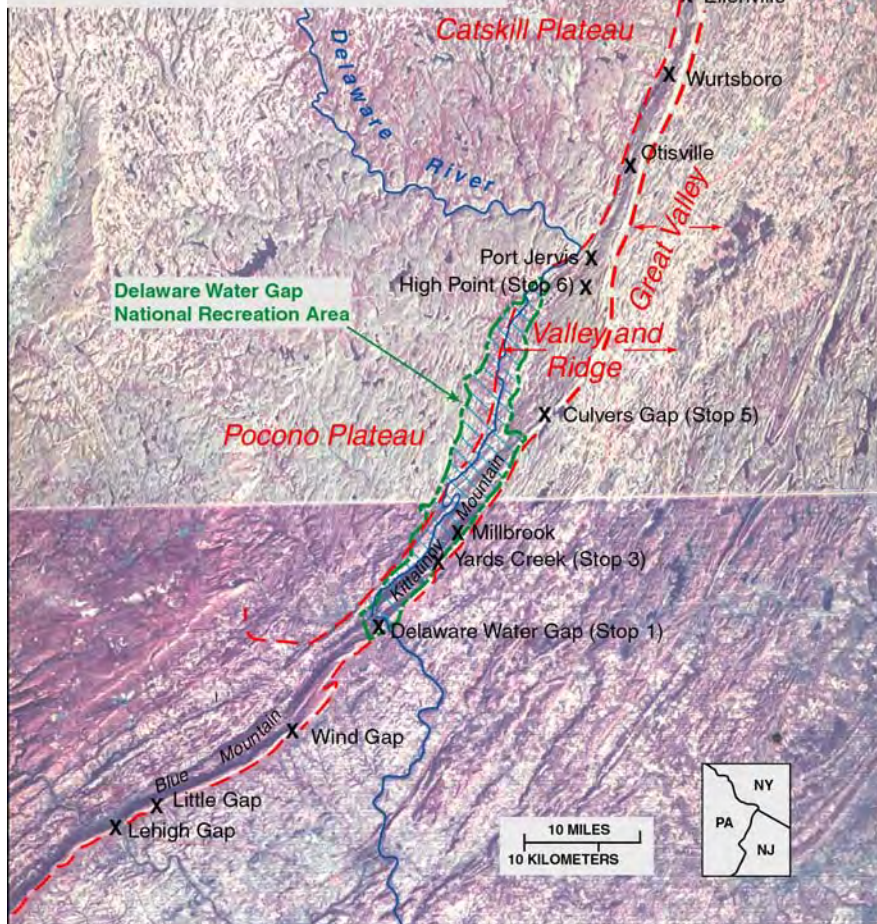 Ellenville
Catskill Plateau
Delaware
River
Wurtsboro
Otisville
Great Valley
Port Jervis
High Point (Stop 6)
Delaware Water Gap
National Recreation Area
Valley and
Ridge
Culvers Gap (Stop 5)
Pocono Plateau
Kittatinny Mountain
Millbrook
Yards Creek (Stop 3)
Delaware Water Gap (Stop 1)
Wind Gap
Blue Mountain
Little Gap
Lehigh Gap
10 MILES
10 KILOMETERS
NY
PA
NJ